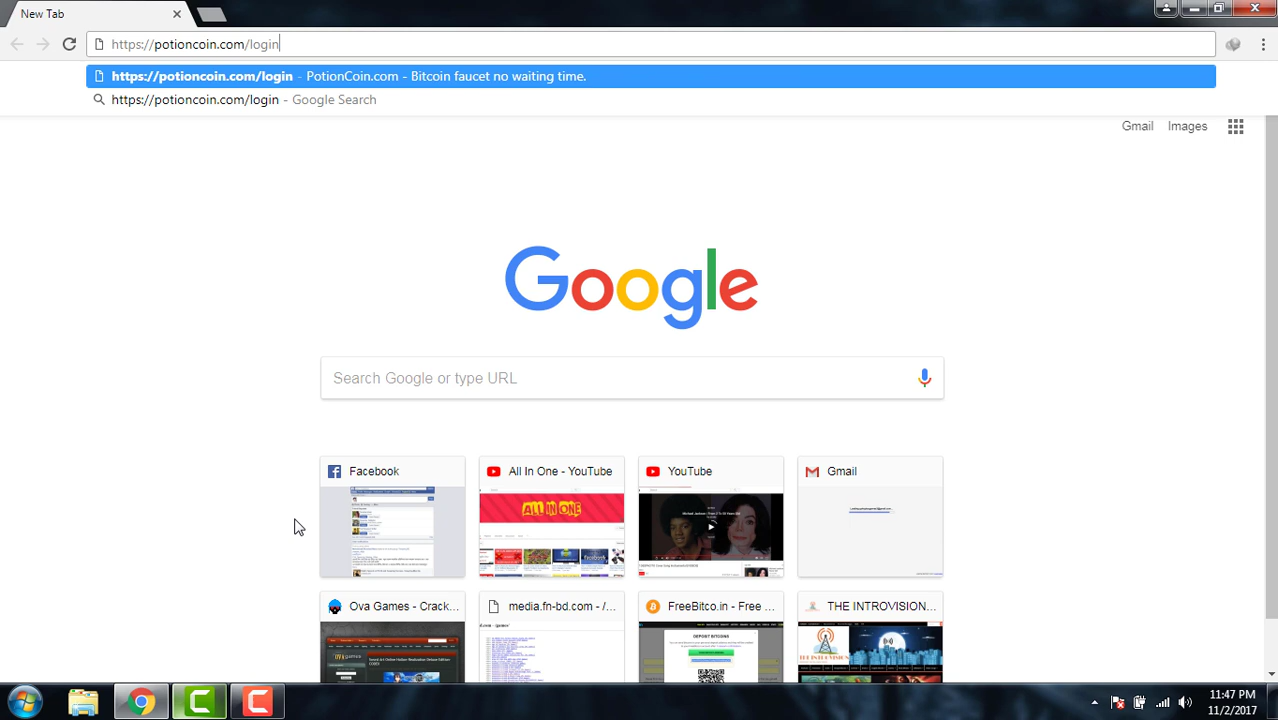 New Tab
https://potioncoin.com/login
https://potioncoin.com/login - PotionCoin.com - Bitcoin faucet no waiting time.
https://potioncoin.com/login - Google Search
Gmail Images
Google
Search Google or type URL
Facebook
All In One - YouTube
YouTube
Gmail
ALL IN ONE
Ova Games - Crack...
media.fn-bd.com - /...
FreeBitco.in - Free ...
THE INTROVISION...
DEPOSIT BITCOINS
11:47 PM
11/2/2017